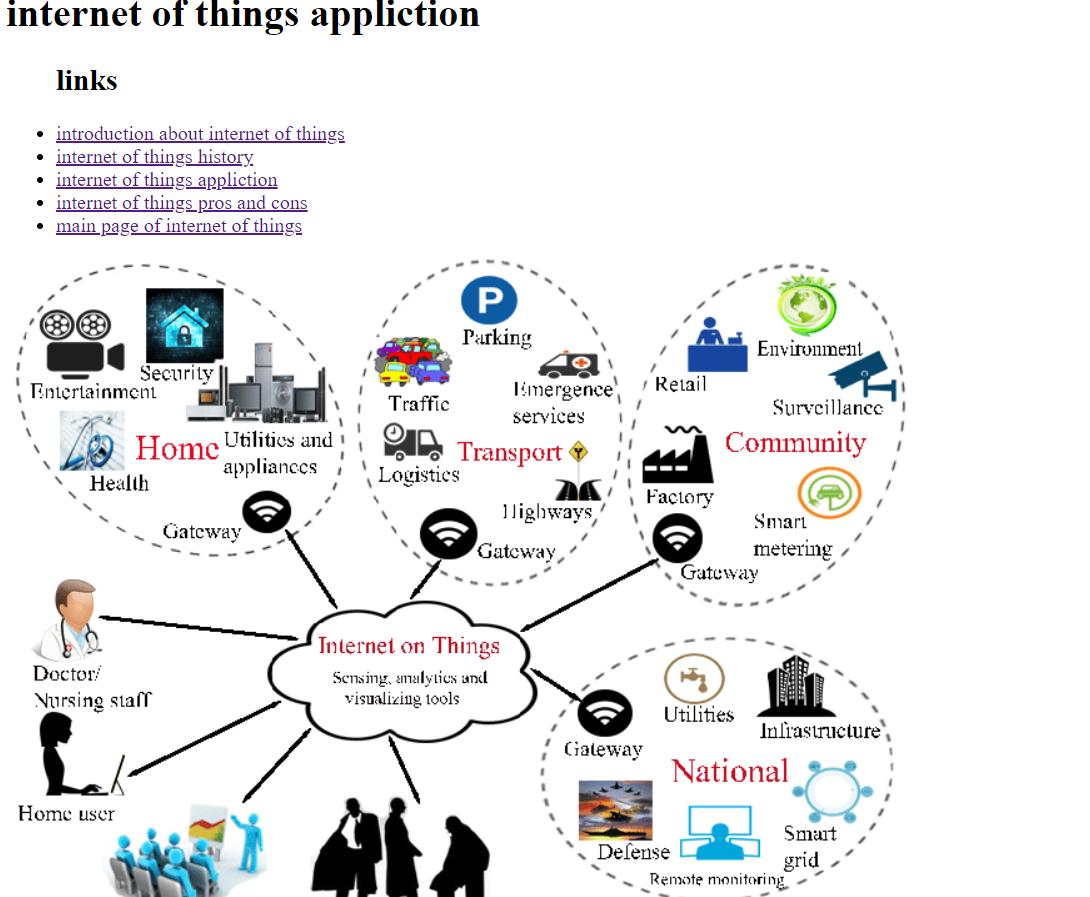 internet of things appliction
links
introduction about internet of things
internet of things history
internet of things appliction
internet of things pros and cons
main page of internet of things
Entertainment
Security
Home
Utilities and
appliances
Health
Gateway
P
Parking
Traffic
Emergence
services
Logistics
Transport
Highways
Gateway
Retail
Environment
Surveillance
Community
Factory
Smart
metering
Gateway
Internet on Things
Sensing, analytics and
visualizing tools
Doctor/
Nursing staff
Home user
Gateway
Utilities
Infrastructure
National
Defense
Remote monitoring
Smart
grid